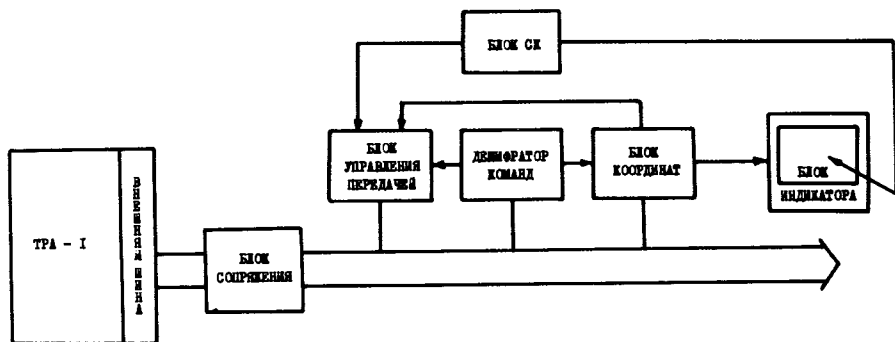 БЛОК СК
БЛОК
УПРАВЛЕНИЯ
ПЕРЕДАЧЕЙ
ДЕШИФРАТОР
КОМАНД
БЛОК
КООРДИНАТ
БЛОК
ИНДИКАТОРА
ТРА - I
ВНЕШНЯЯ ШИНА
БЛОК
СОПРЯЖЕНИЯ